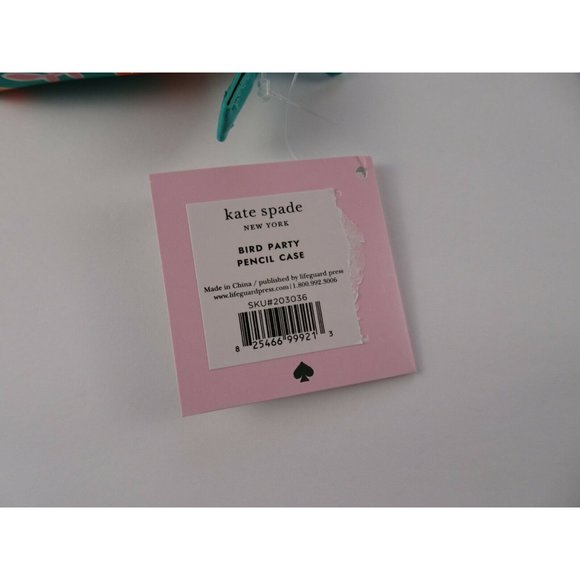 kate spade
NEW YORK
BIRD PARTY
PENCIL CASE
Made in China / published by lifeguard press
www.lifeguardpress.com | 1.800.992.3006
SKU#203036
8 25466 99921 3